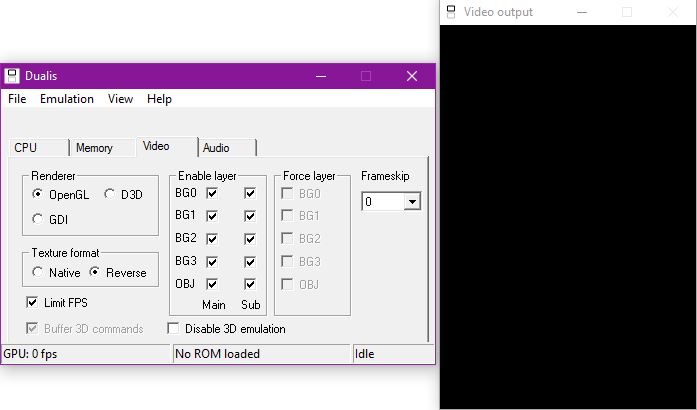 Video output
Dualis
File Emulation View Help
CPU Memory Video Audio
Renderer
OpenGL D3D
GDI
Texture format
Native Reverse
Limit FPS
Buffer 3D commands
Enable layer
BG0
BG1
BG2
BG3
OBJ
Main Sub
Disable 3D emulation
Force layer
BG0
BG1
BG2
BG3
OBJ
Frameskip
0
GPU: 0 fps No ROM loaded Idle